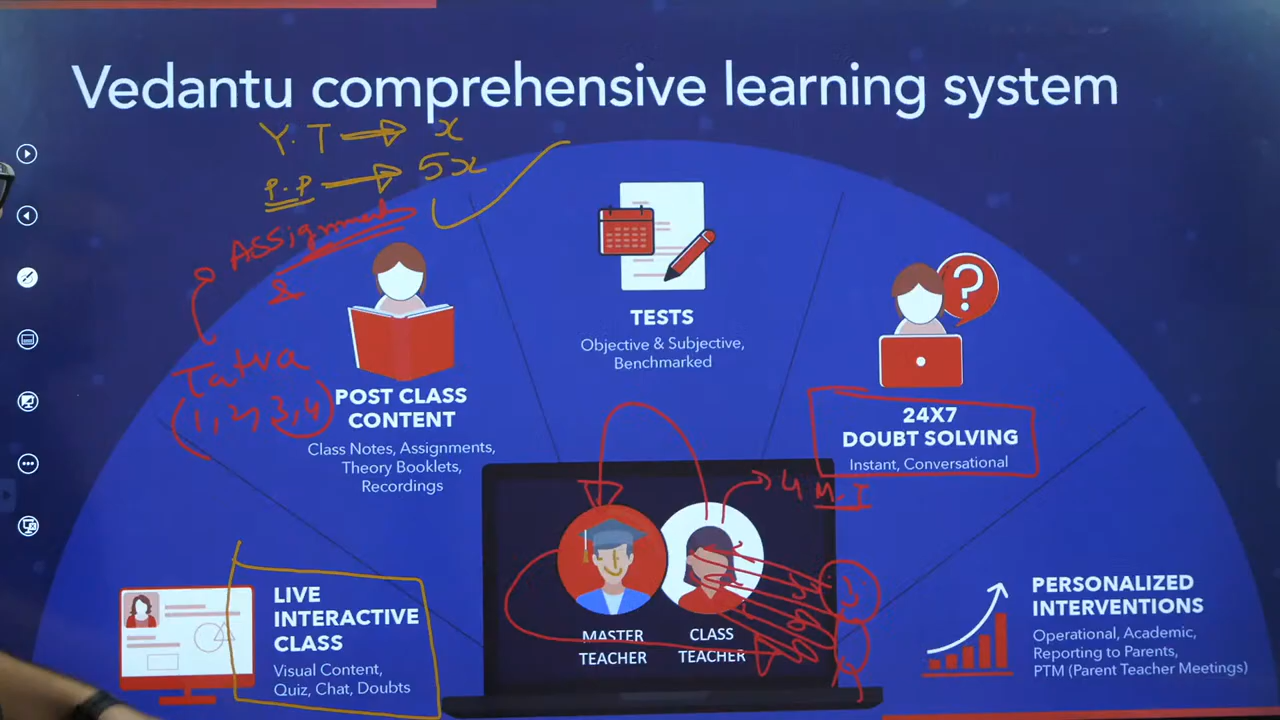 Vedantu comprehensive learning system
Y.T → x
P.P → 5x
Assignment
&
Tatva
(1, 2, 3, 4)
POST CLASS
CONTENT
Class Notes, Assignments,
Theory Booklets,
Recordings
TESTS
Objective & Subjective,
Benchmarked
?
24X7
DOUBT SOLVING
Instant, Conversational
4 M.I
LIVE
INTERACTIVE
CLASS
Visual Content,
Quiz, Chat, Doubts
MASTER
TEACHER
CLASS
TEACHER
PERSONALIZED
INTERVENTIONS
Operational, Academic,
Reporting to Parents,
PTM (Parent Teacher Meetings)